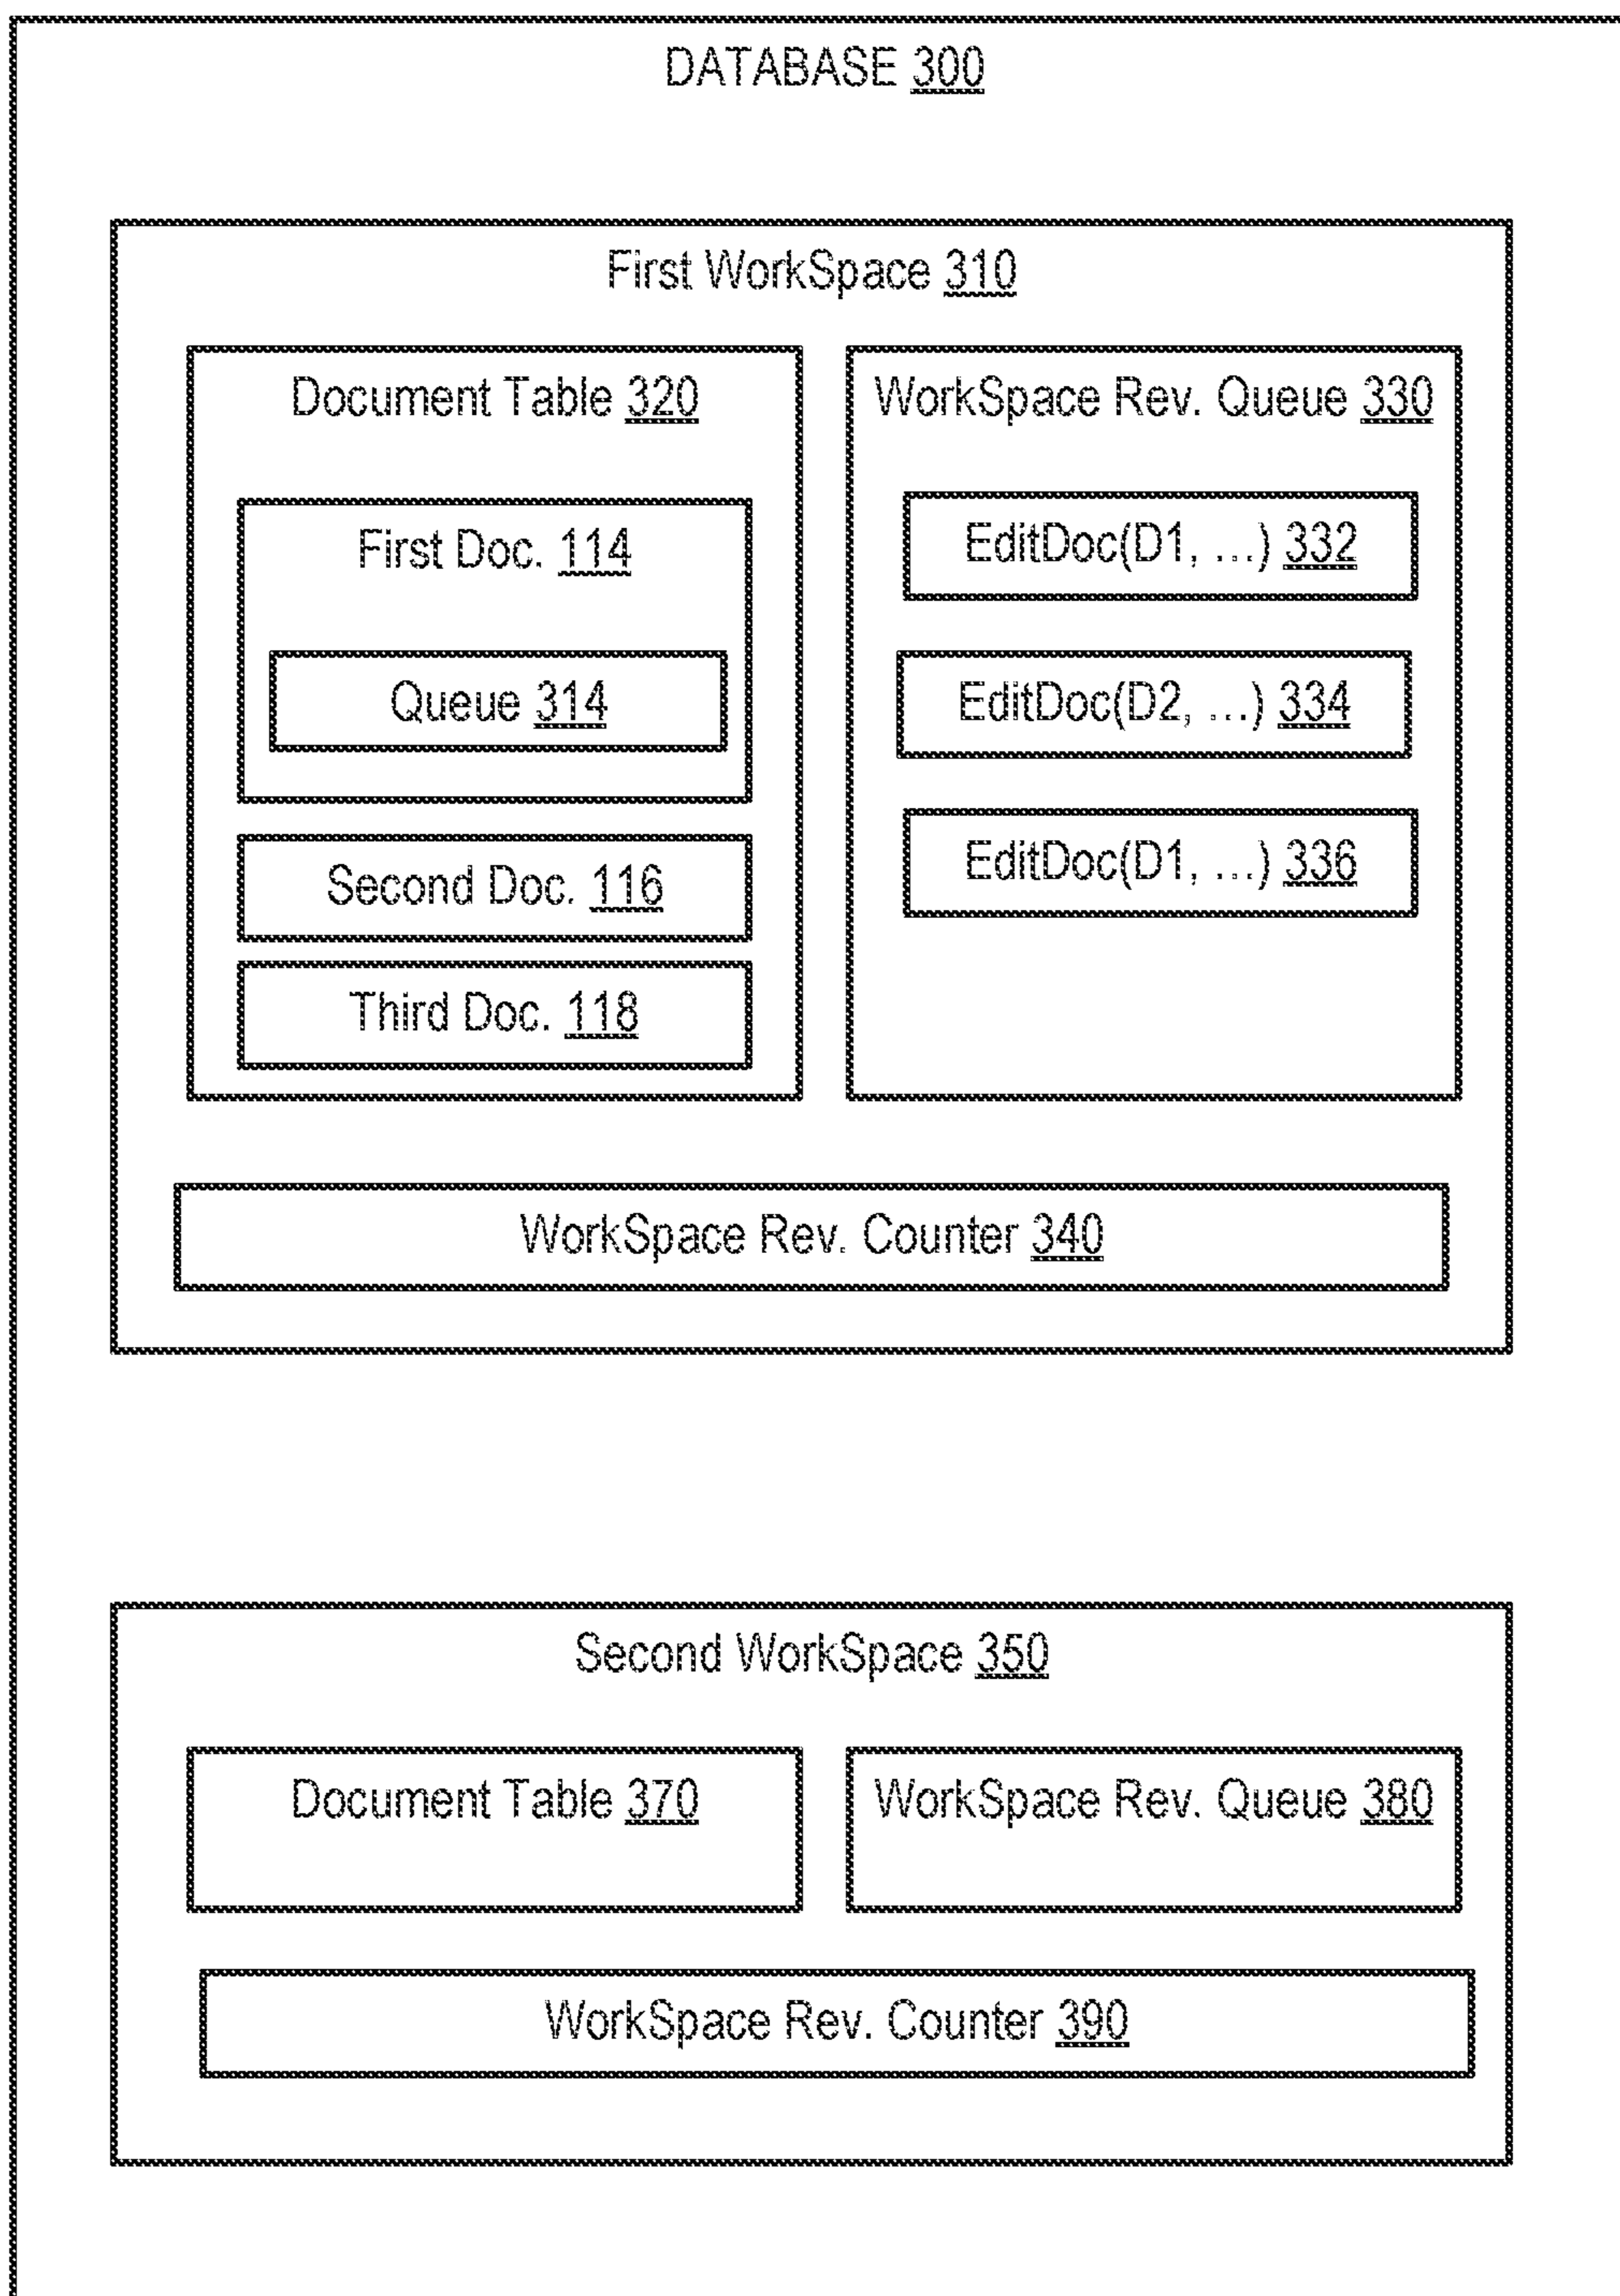 DATABASE 300
First WorkSpace 310
Document Table 320
First Doc. 114
Queue 314
Second Doc. 116
Third Doc. 118
WorkSpace Rev. Queue 330
EditDoc(D1, ...) 332
EditDoc(D2, ...) 334
EditDoc(D1, ...) 336
WorkSpace Rev. Counter 340
Second WorkSpace 350
Document Table 370
WorkSpace Rev. Queue 380
WorkSpace Rev. Counter 390